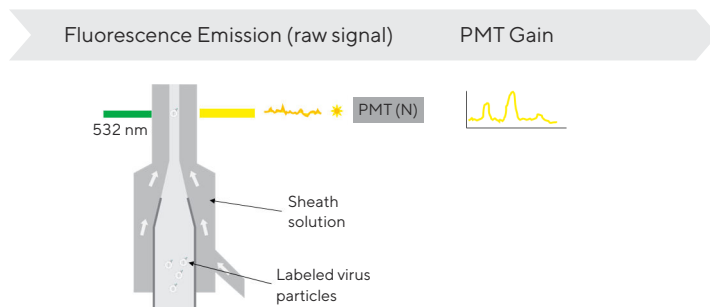 Fluorescence Emission (raw signal) PMT Gain
532 nm
PMT (N)
Sheath
solution
Labeled virus
particles